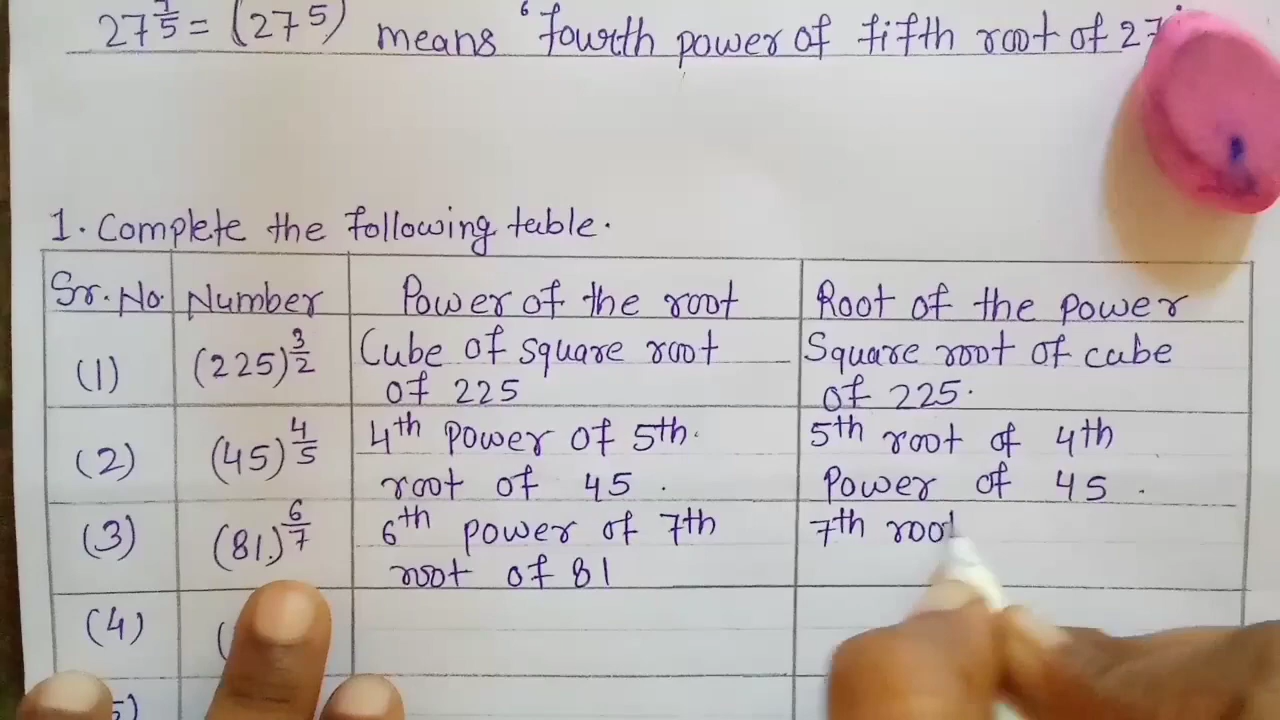 27 5 = (27 5) means "fourth power of fifth root of 27
1. Complete the following table.
Sr. No. Number Power of the root Root of the power
(1) (225)^3/2 Cube of square root of 225 Square root of cube of 225.
(2) (45)^4/5 4th power of 5th. root of 45. 5th root of 4th Power of 45.
(3) (81.)^6/7 6th power of 7th root of 81 7th root
(4) (
5)